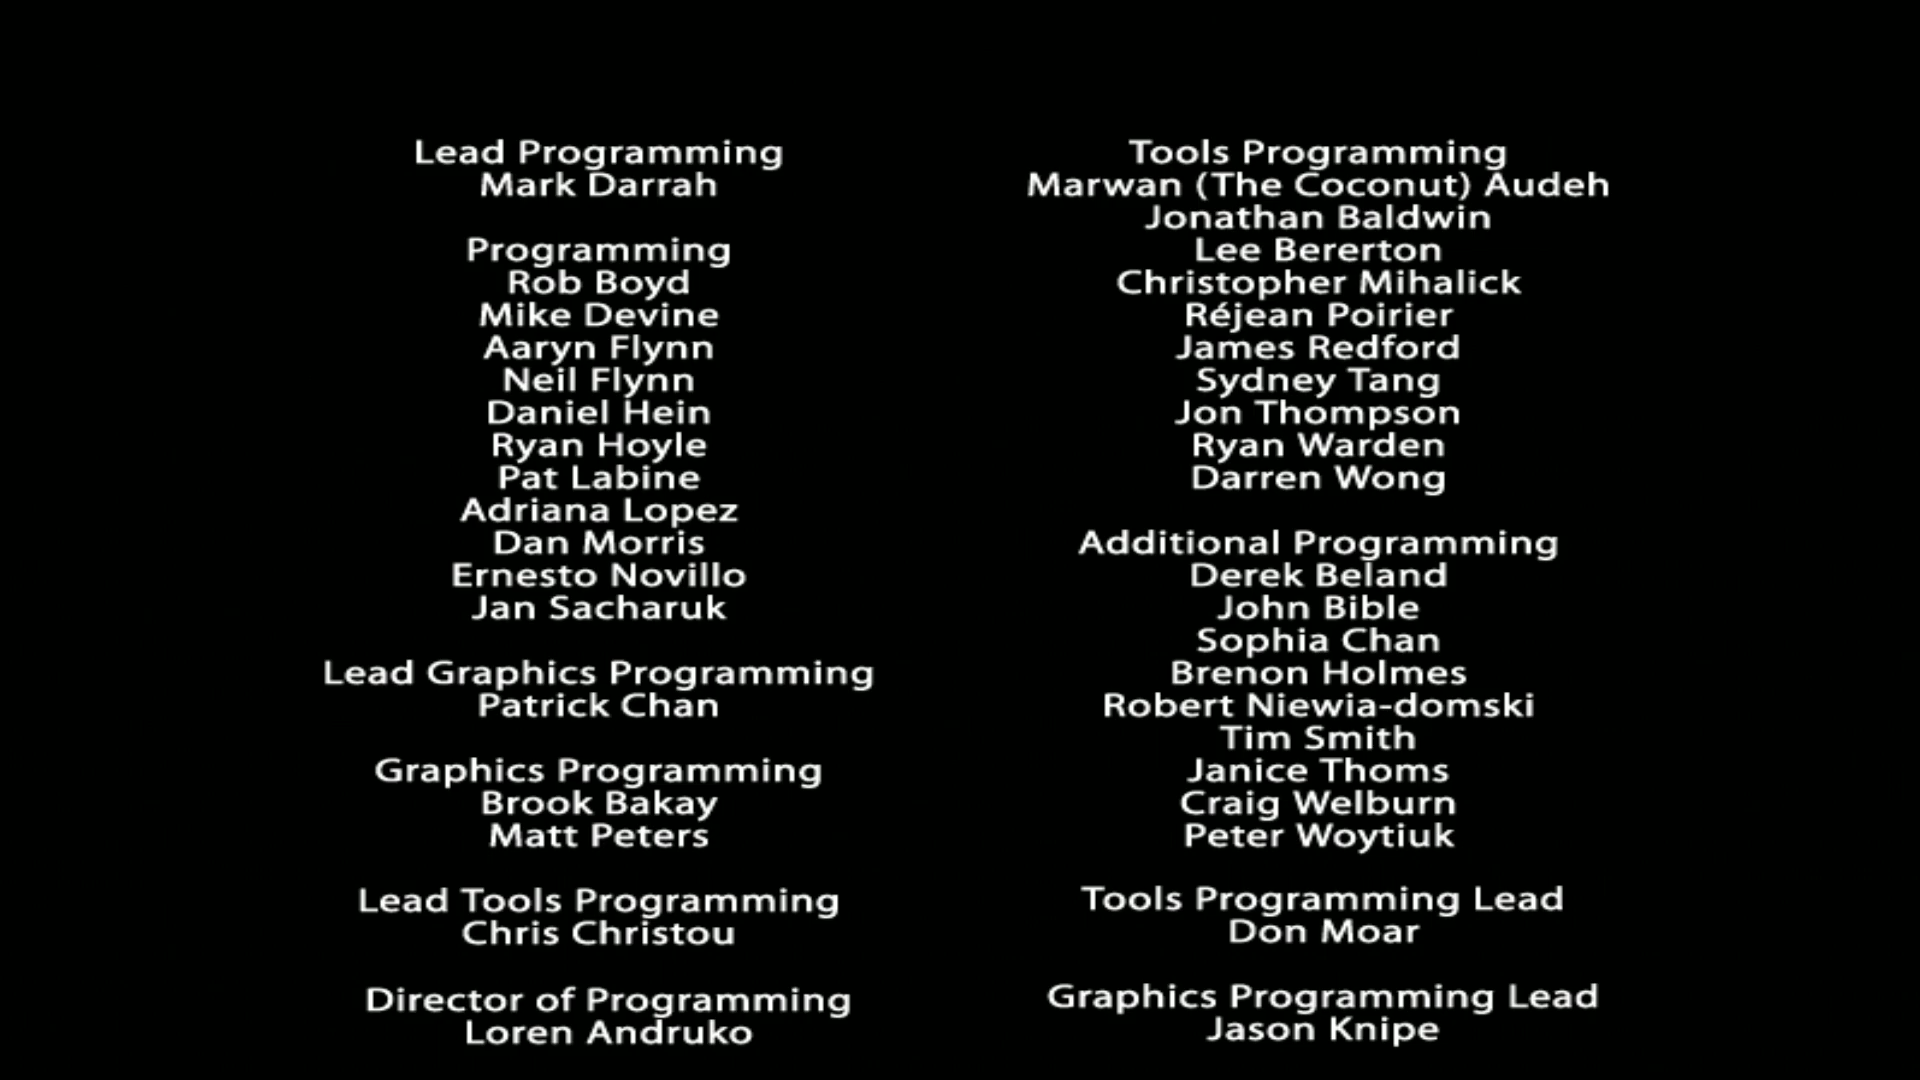 Lead Programming
Mark Darrah
Programming
Rob Boyd
Mike Devine
Aaryn Flynn
Neil Flynn
Daniel Hein
Ryan Hoyle
Pat Labine
Adriana Lopez
Dan Morris
Ernesto Novillo
Jan Sacharuk
Lead Graphics Programming
Patrick Chan
Graphics Programming
Brook Bakay
Matt Peters
Lead Tools Programming
Chris Christou
Director of Programming
Loren Andruko
Tools Programming
Marwan (The Coconut) Audeh
Jonathan Baldwin
Lee Bererton
Christopher Mihalick
Réjean Poirier
James Redford
Sydney Tang
Jon Thompson
Ryan Warden
Darren Wong
Additional Programming
Derek Beland
John Bible
Sophia Chan
Brenon Holmes
Robert Niewia-domski
Tim Smith
Janice Thoms
Craig Welburn
Peter Woytiuk
Tools Programming Lead
Don Moar
Graphics Programming Lead
Jason Knipe